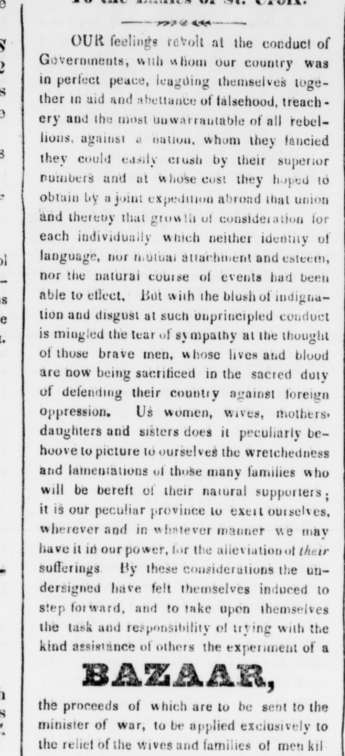 To the Ladies of St. Croix.
OUR feelings revolt at the conduct of
Governments, with whom our country was
in perfect peace, leaguing themselves toge-
ther in aid and abettance of falsehood, treach-
ery and the most unwarrantable of all rebel-
lions, against a nation, whom they fancied
they could easily crush by their superior
numbers and at whose cost they hoped to
obtain by a joint expedition abroad that union
and thereby that growth of consideration for
each individually which neither identity of
language, nor mutual attachment and esteem,
nor the natural course of events had been
able to effect. But with the blush of indigna-
tion and disgust at such unprincipled conduct
is mingled the tear of sympathy at the thought
of those brave men, whose lives and blood
are now being sacrificed in the sacred duty
of defending their country against foreign
oppression. Us women, wives, mothers,
daughters and sisters does it peculiarly be-
hoove to picture to ourselves the wretchedness
and lamentations of those many families who
will be bereft of their natural supporters;
it is our peculiar province to exert ourselves,
wherever and in whatever manner we may
have it in our power, for the alleviation of their
sufferings. By these considerations the un-
dersigned have felt themselves induced to
step forward, and to take upon themselves
the task and responsibility of trying with the
kind assistance of others the experiment of a
BAZAAR,
the proceeds of which are to be sent to the
minister of war, to be applied exclusively to
the relief of the wives and families of men kil